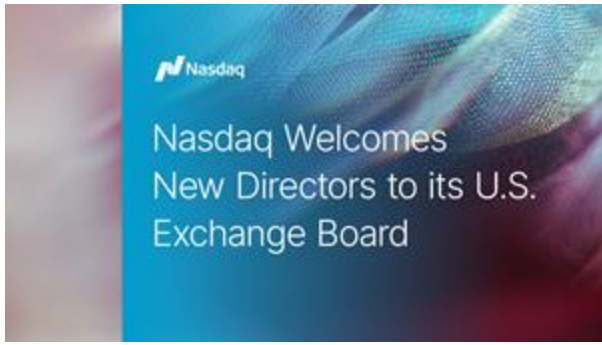 Nasdaq
Nasdaq Welcomes
New Directors to its U.S.
Exchange Board